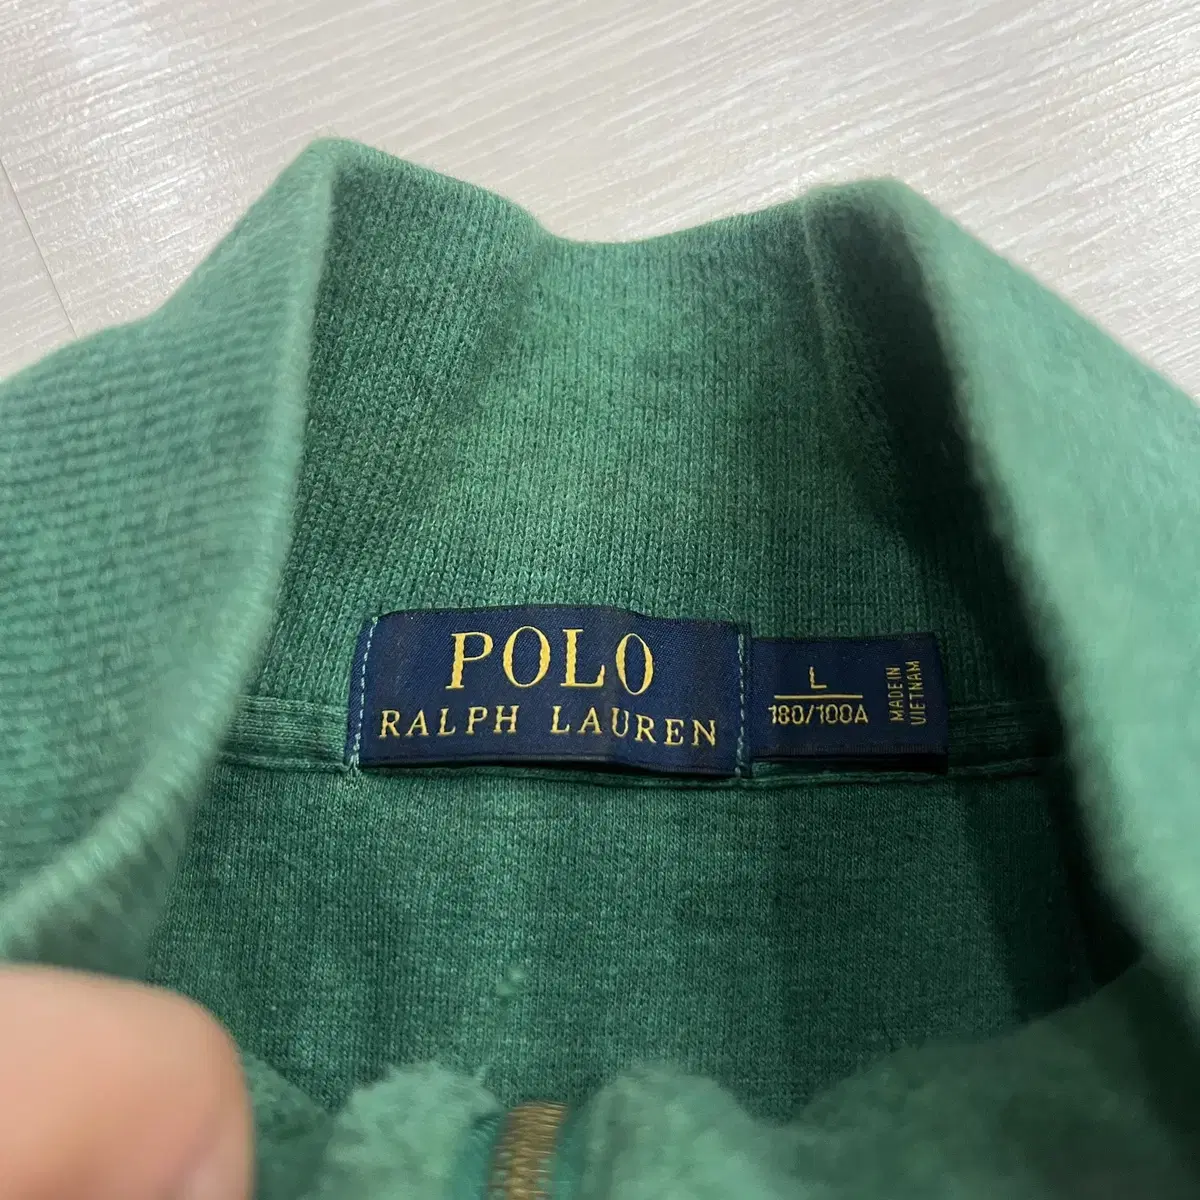 POLO
RALPH LAUREN
L
180/100A
MADE IN
VIETNAM